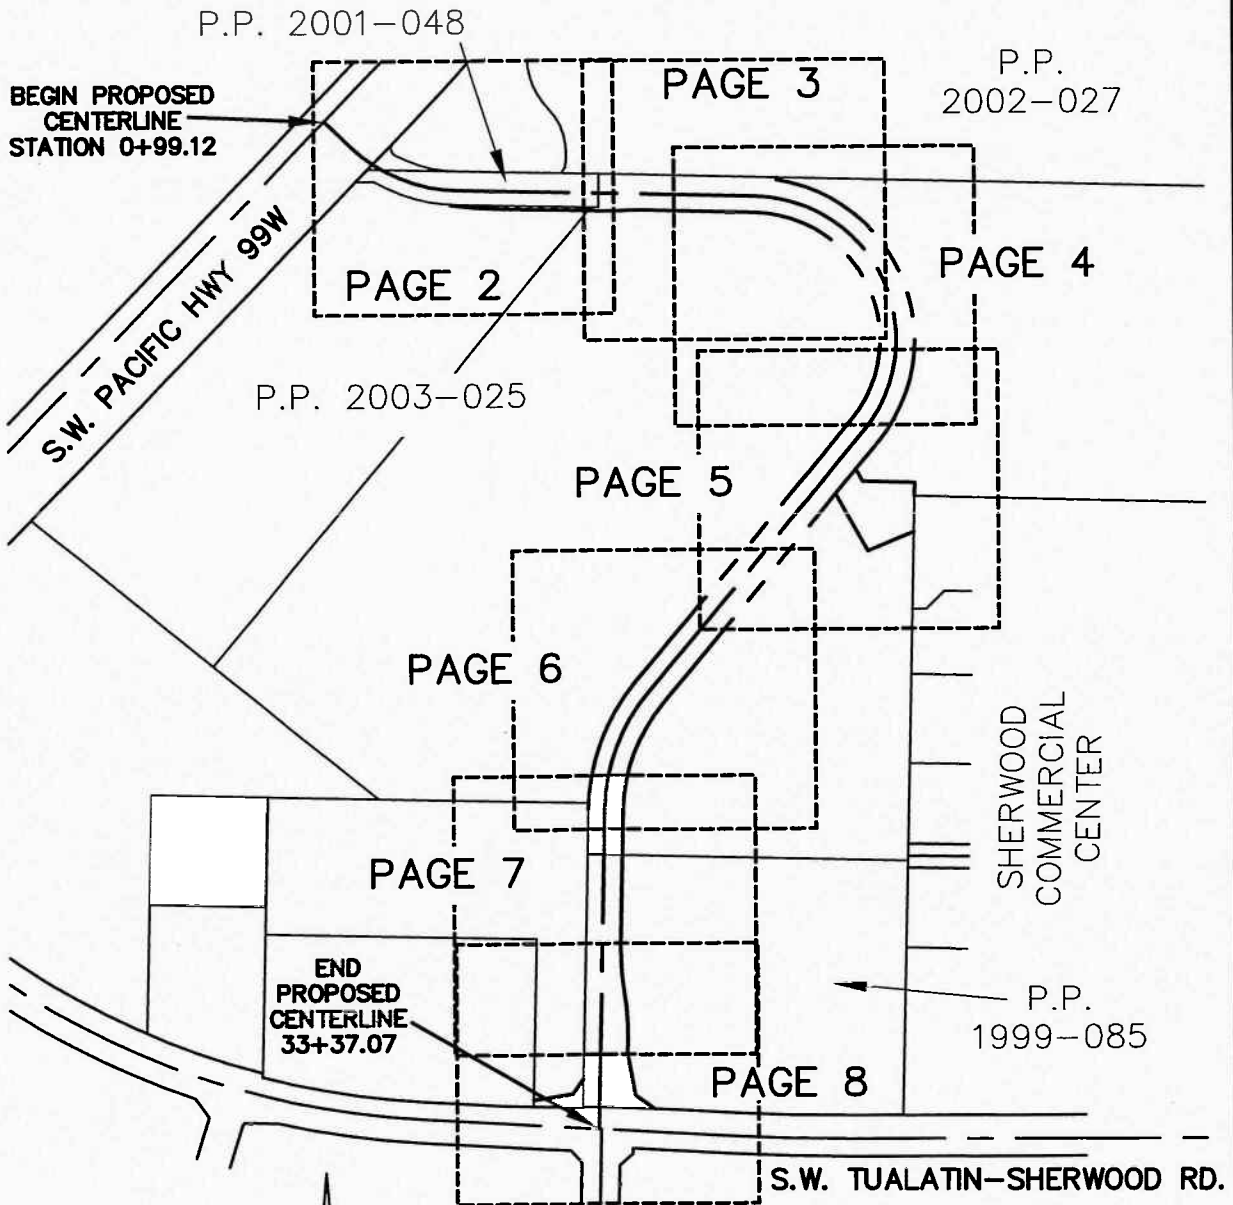 P.P. 2001-048
PAGE 3
P.P.
2002-027
BEGIN PROPOSED
CENTERLINE
STATION 0+99.12
S.W. PACIFIC HWY 99W
PAGE 2
PAGE 4
P.P. 2003-025
PAGE 5
PAGE 6
SHERWOOD
COMMERCIAL
CENTER
PAGE 7
END
PROPOSED
CENTERLINE
33+37.07
P.P.
1999-085
PAGE 8
S.W. TUALATIN-SHERWOOD RD.